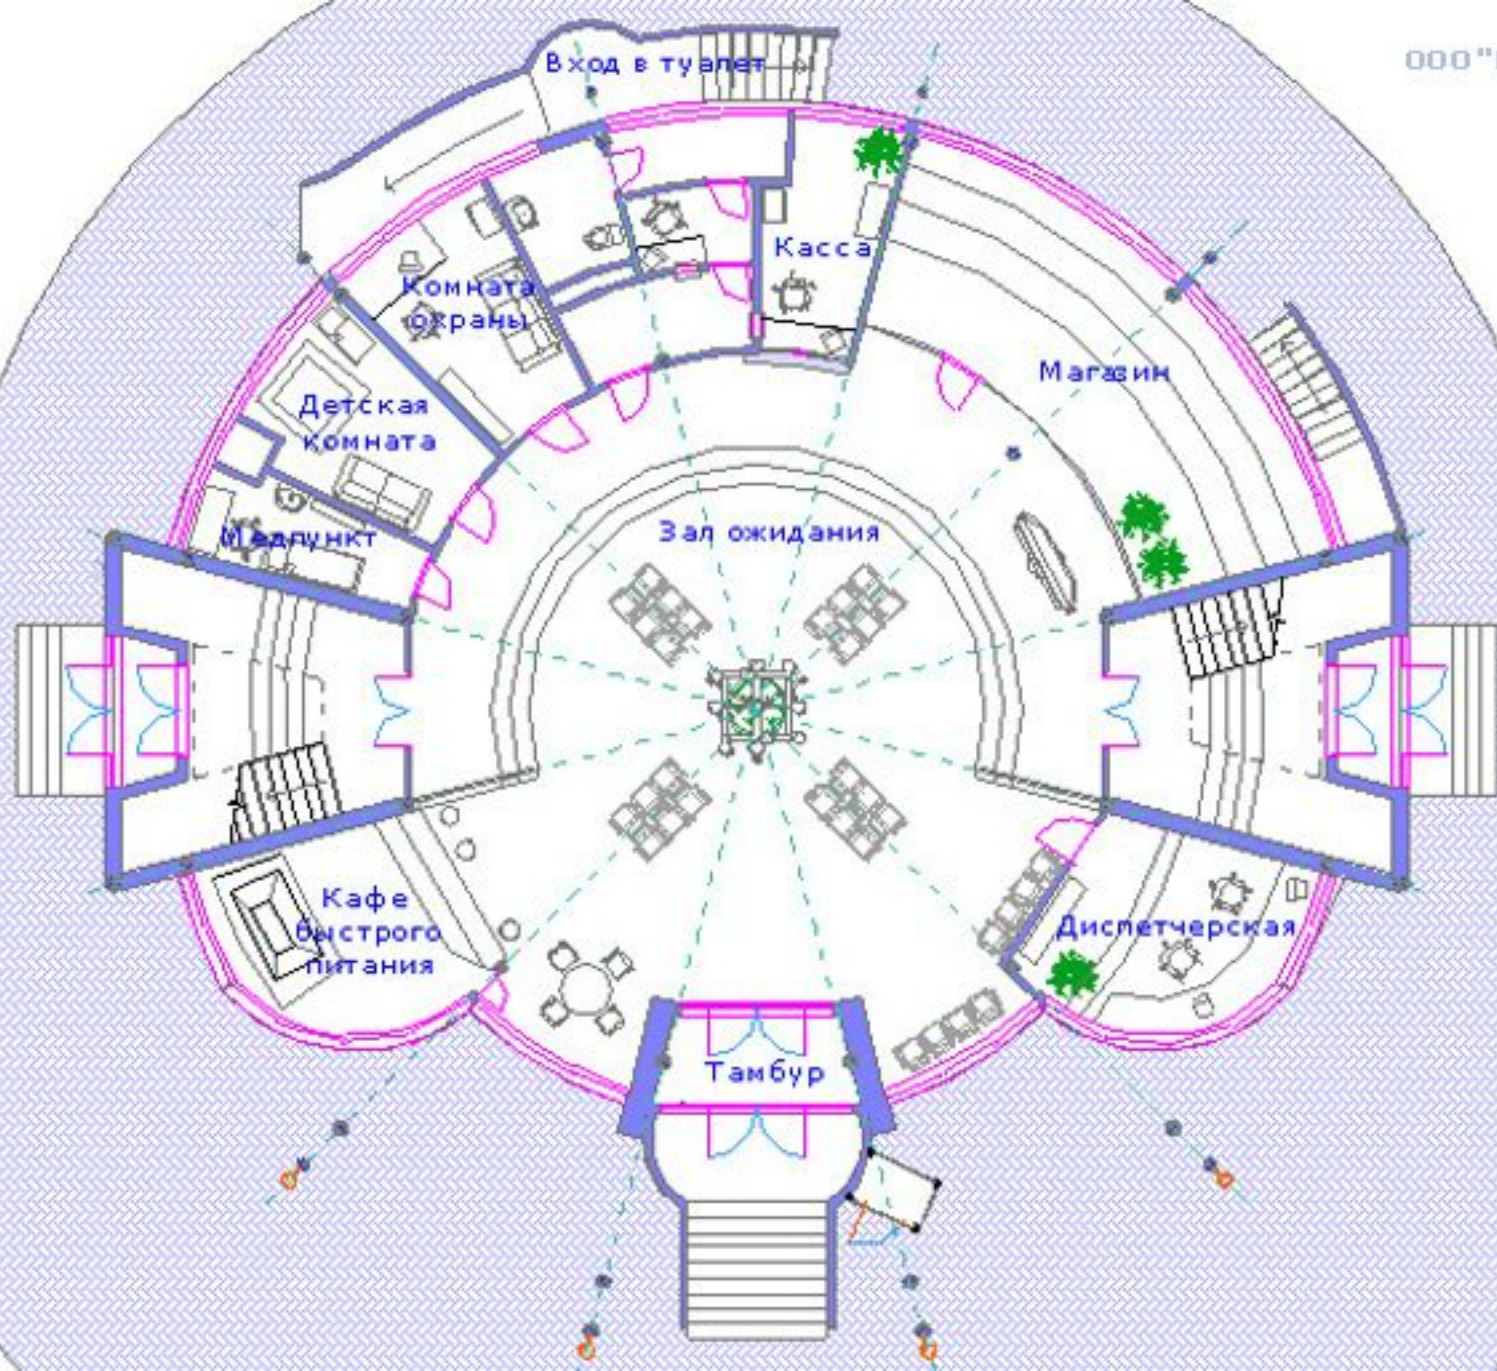 ООО "
Вход в туалет
Касса
Комната
охраны
Магазин
Детская
комната
Медпункт
Зал ожидания
Кафе
быстрого
питания
Диспетчерская
Тамбур